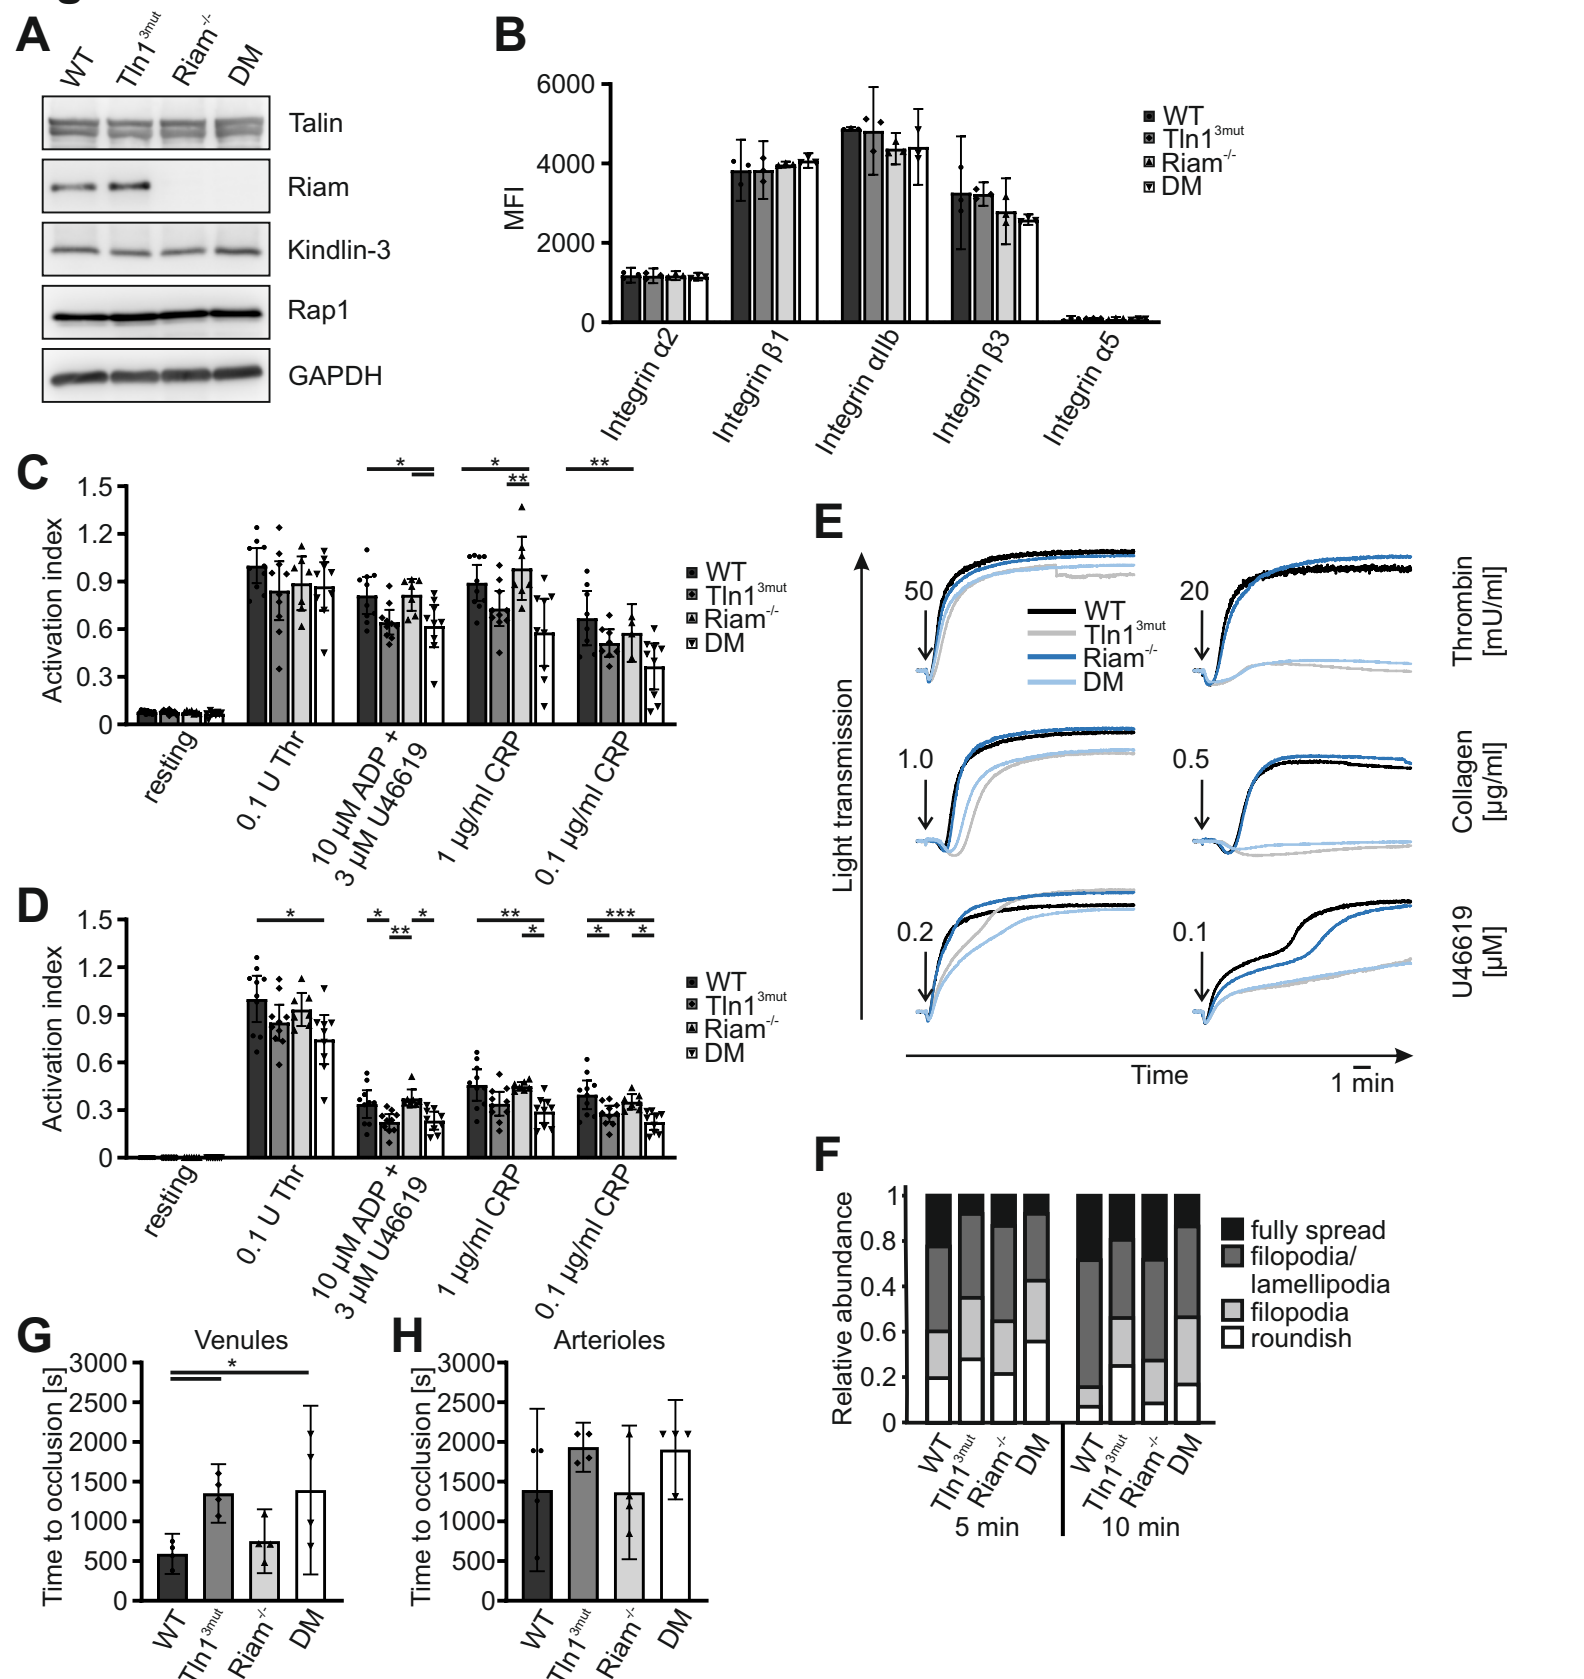 A
WT
Tln1 3mut
Riam -/-
DM
Talin
Riam
Kindlin-3
Rap1
GAPDH
B
MFI
6000
4000
2000
0
Integrin α2
Integrin β1
Integrin αIIb
Integrin β3
Integrin α5
WT
Tln1 3mut
Riam -/-
DM
C
Activation index
1.5
1.2
0.9
0.6
0.3
0
*
*
**
**
resting
0.1 U Thr
10 µM ADP +
3 µM U46619
1 µg/ml CRP
0.1 µg/ml CRP
WT
Tln1 3mut
Riam -/-
DM
D
Activation index
1.5
1.2
0.9
0.6
0.3
0
*
*
**
*
**
*
***
*
*
resting
0.1 U Thr
10 µM ADP +
3 µM U46619
1 µg/ml CRP
0.1 µg/ml CRP
WT
Tln1 3mut
Riam -/-
DM
E
Light transmission
50
20
Thrombin
[mU/ml]
WT
Tln1 3mut
Riam -/-
DM
1.0
0.5
Collagen
[µg/ml]
0.2
0.1
U46619
[µM]
Time
1 min
F
Relative abundance
1
0.8
0.4
0.6
0.2
0
WT
Tln1 3mut
Riam -/-
DM
WT
Tln1 3mut
Riam -/-
DM
5 min
10 min
fully spread
filopodia/
lamellipodia
filopodia
roundish
G
Venules
Time to occlusion [s]
3000
2500
2000
1500
1000
500
0
*
WT
Tln1 3mut
Riam -/-
DM
H
Arterioles
Time to occlusion [s]
3000
2500
2000
1500
1000
500
0
WT
Tln1 3mut
Riam -/-
DM